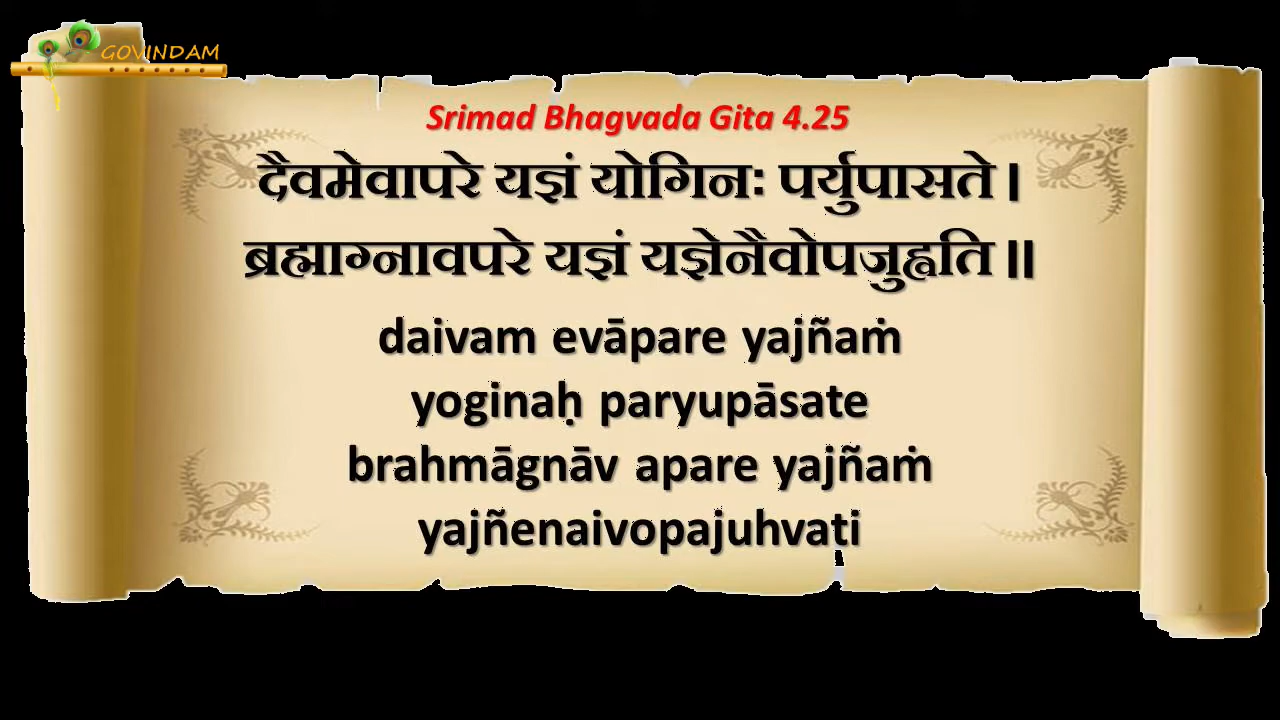 GOVINDAM
Srimad Bhagvada Gita 4.25
दैवमेवापरे यज्ञं योगिनः पर्युपासते ।
ब्रह्माग्नावपरे यज्ञं यज्ञेनैवोपजुह्वति ॥
daivam evāpare yajñaṁ
yoginaḥ paryupāsate
brahmāgnāv apare yajñaṁ
yajñenaivopajuhvati